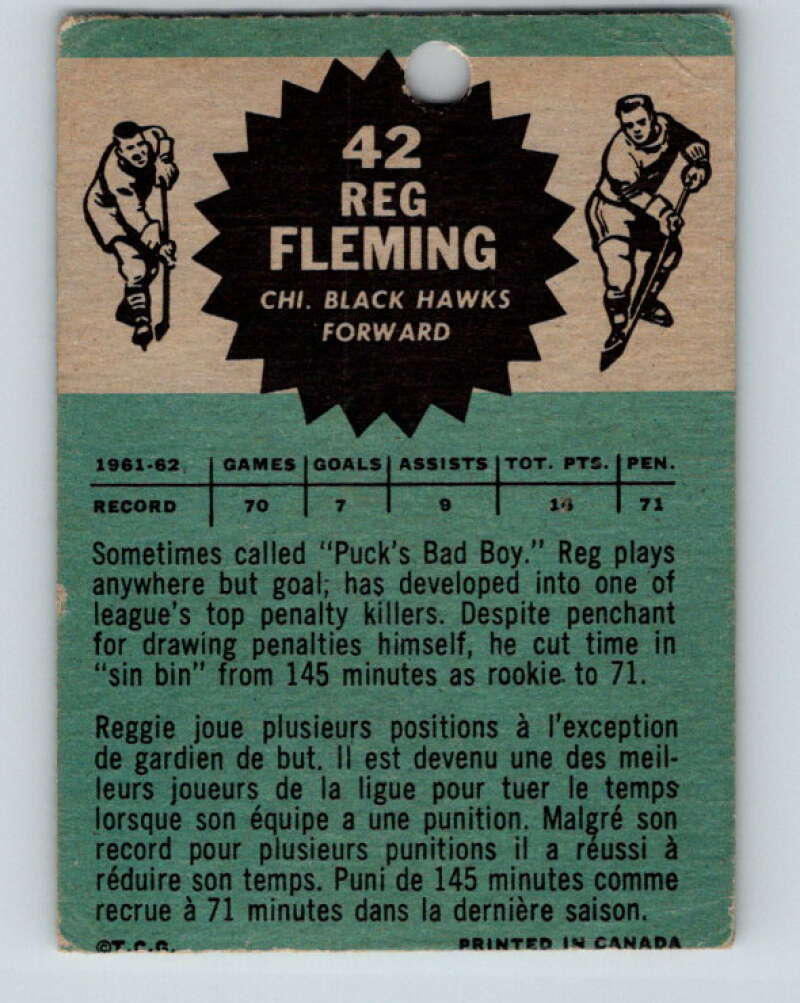 42
REG
FLEMING
CHI. BLACK HAWKS
FORWARD
1961-62 GAMES GOALS ASSISTS TOT. PTS. PEN.
RECORD 70 7 9 16 71
Sometimes called "Puck's Bad Boy." Reg plays
anywhere but goal; has developed into one of
league's top penalty killers. Despite penchant
for drawing penalties himself, he cut time in
"sin bin" from 145 minutes as rookie to 71.
Reggie joue plusieurs positions à l'exception
de gardien de but. Il est devenu une des meil-
leurs joueurs de la ligue pour tuer le temps
lorsque son équipe a une punition. Malgré son
record pour plusieurs punitions il a réussi à
réduire son temps. Puni de 145 minutes comme
recrue à 71 minutes dans la dernière saison.
©T.C.G. PRINTED IN CANADA